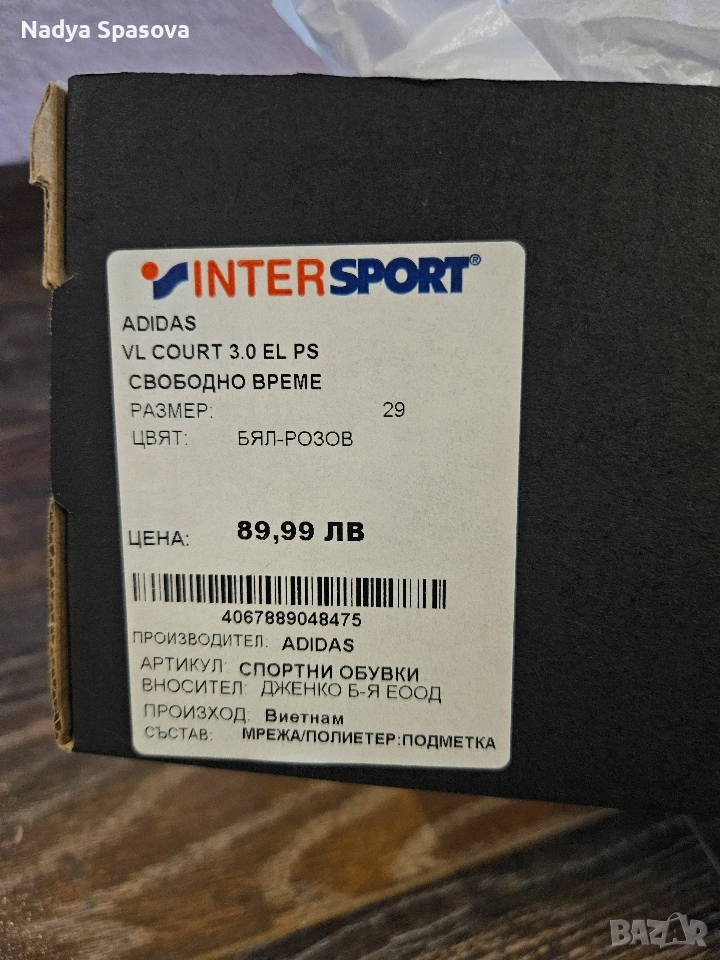 Nadya Spasova
INTERSPORT®
ADIDAS
VL COURT 3.0 EL PS
СВОБОДНО ВРЕМЕ
РАЗМЕР: 29
ЦВЯТ: БЯЛ-РОЗОВ
ЦЕНА: 89,99 ЛВ
4067889048475
ПРОИЗВОДИТЕЛ: ADIDAS
АРТИКУЛ: СПОРТНИ ОБУВКИ
ВНОСИТЕЛ: ДЖЕНКО Б-Я ЕООД
ПРОИЗХОД: Виетнам
СЪСТАВ: МРЕЖА/ПОЛИЕТЕР:ПОДМЕТКА
BAZAR